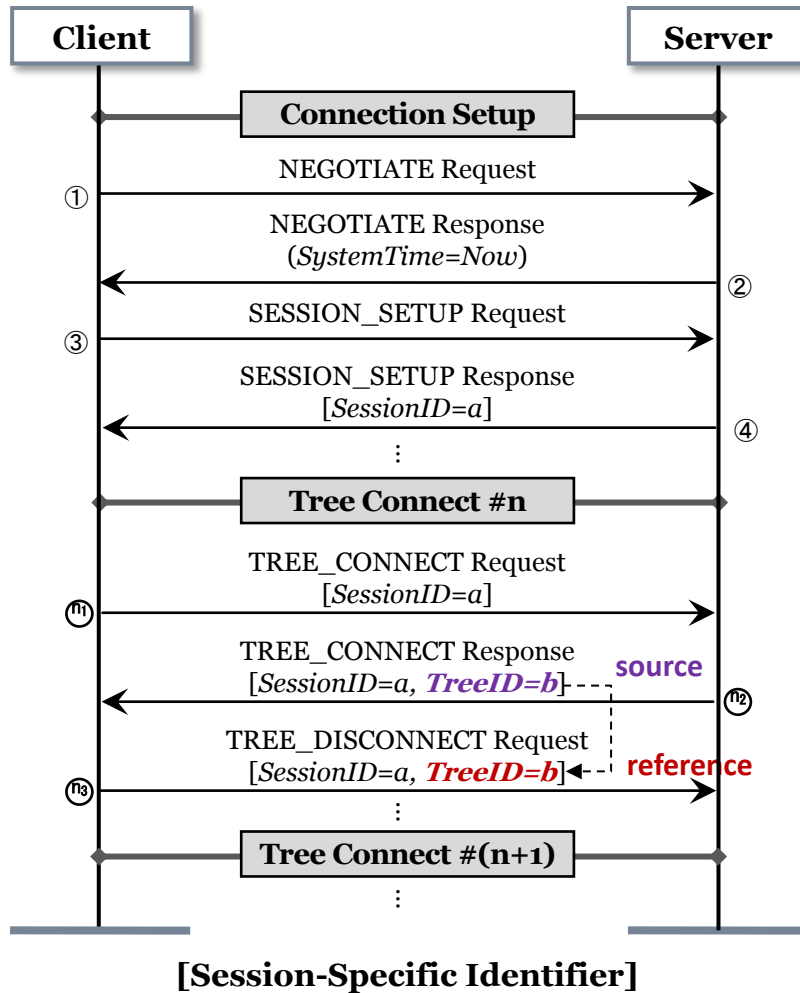 Client
Server
Connection Setup
NEGOTIATE Request
①
NEGOTIATE Response
(SystemTime=Now)
②
SESSION_SETUP Request
③
SESSION_SETUP Response
[SessionID=a]
④
⋮
Tree Connect #n
TREE_CONNECT Request
[SessionID=a]
n₁
TREE_CONNECT Response
source
[SessionID=a, TreeID=b]
n₂
TREE_DISCONNECT Request
[SessionID=a, TreeID=b]
reference
n₃
⋮
Tree Connect #(n+1)
⋮
[Session-Specific Identifier]